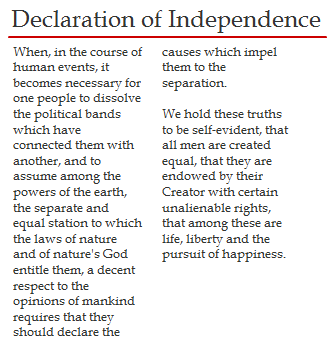 Declaration of Independence
When, in the course of
human events, it
becomes necessary for
one people to dissolve
the political bands
which have
connected them with
another, and to
assume among the
powers of the earth,
the separate and
equal station to which
the laws of nature
and of nature's God
entitle them, a decent
respect to the
opinions of mankind
requires that they
should declare the
causes which impel
them to the
separation.
We hold these truths
to be self-evident, that
all men are created
equal, that they are
endowed by their
Creator with certain
unalienable rights,
that among these are
life, liberty and the
pursuit of happiness.